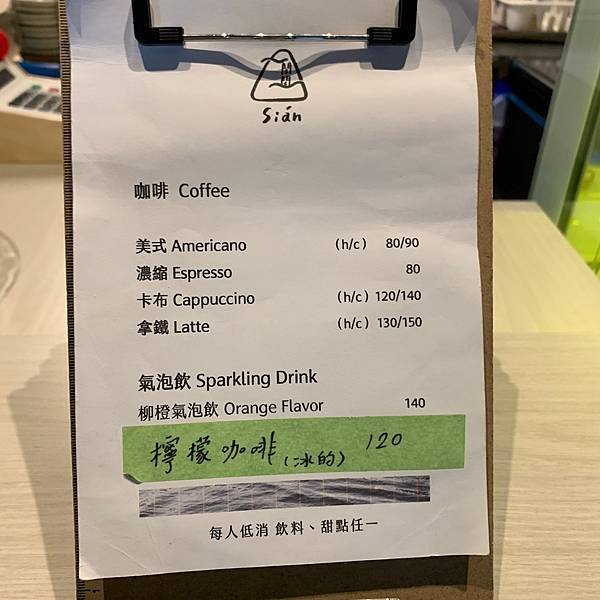 Sián
咖啡 Coffee
美式 Americano (h/c) 80/90
濃縮 Espresso 80
卡布 Cappuccino (h/c) 120/140
拿鐵 Latte (h/c) 130/150
氣泡飲 Sparkling Drink
柳橙氣泡飲 Orange Flavor 140
檸檬咖啡(冰的) 120
每人低消 飲料、甜點任一